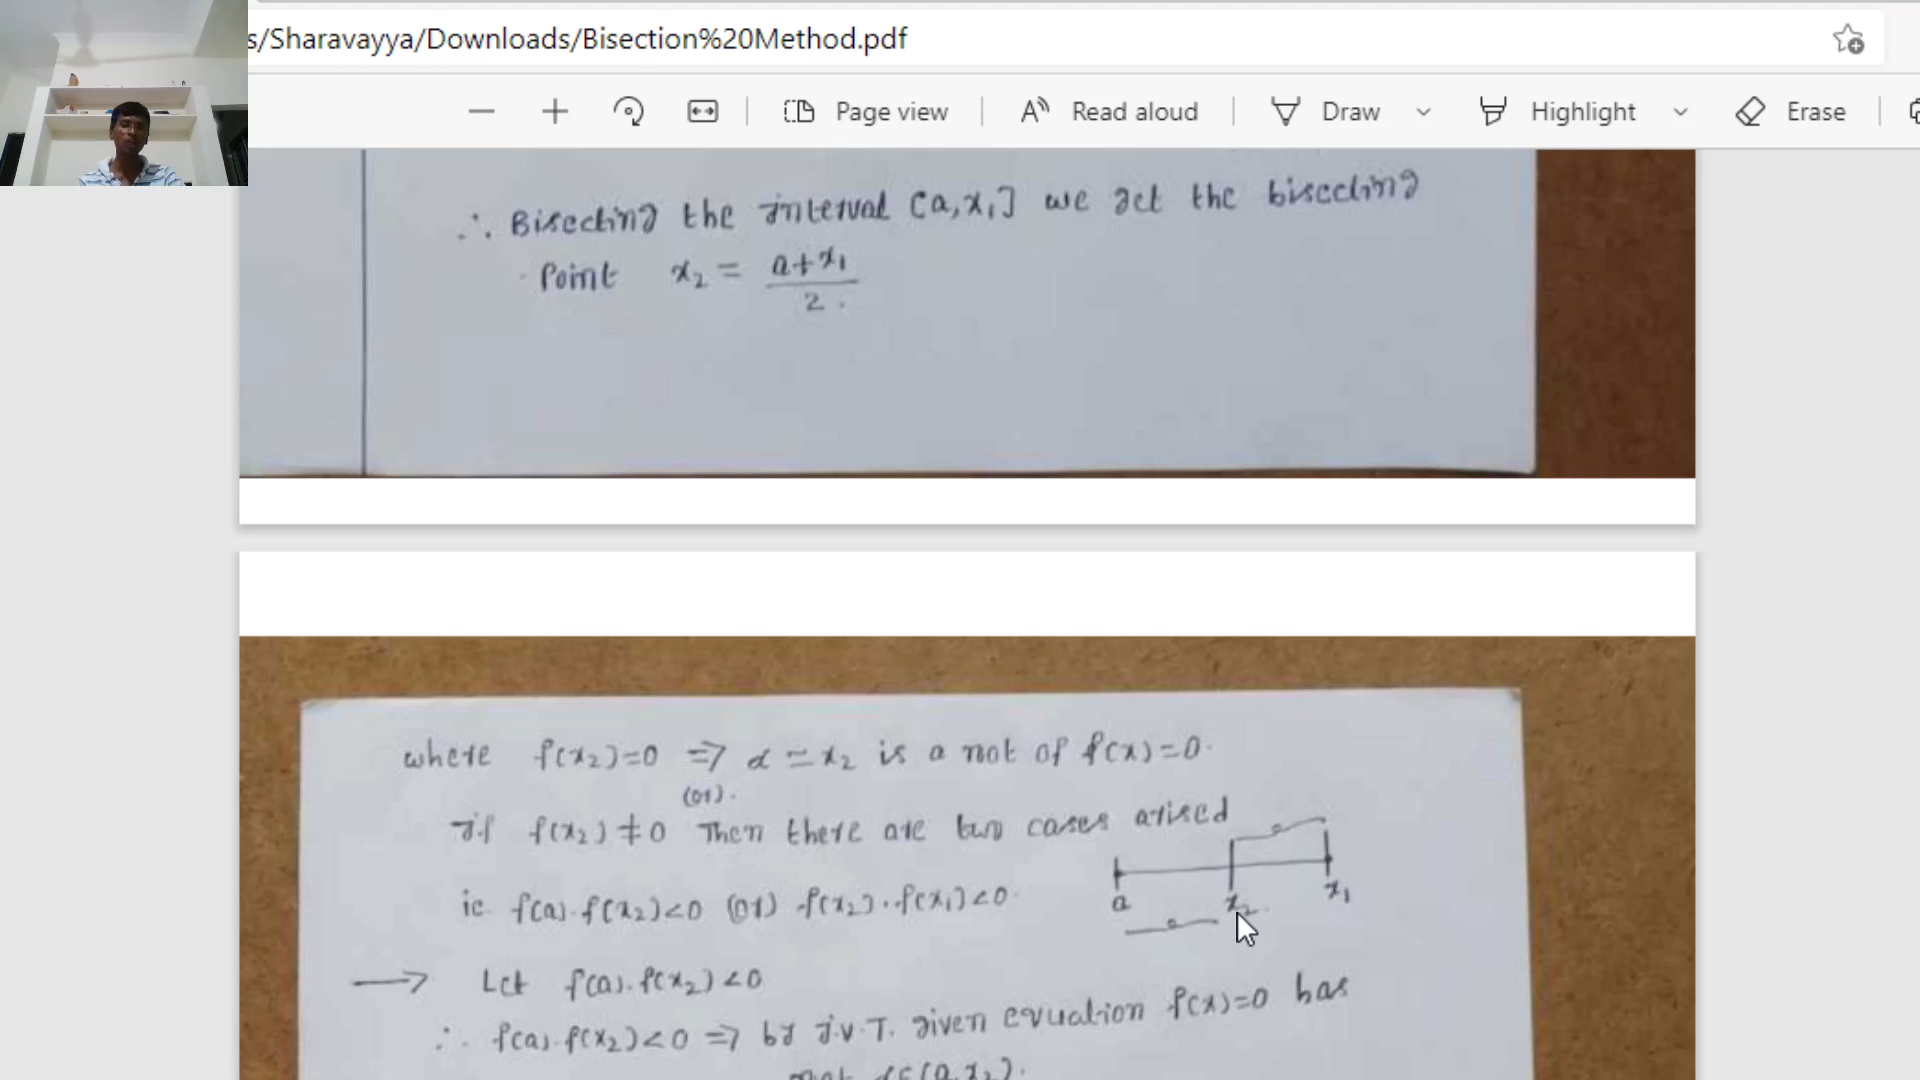 s/Sharavayya/Downloads/Bisection%20Method.pdf
Page view Read aloud Draw Highlight Erase
∴ Bisecting the interval [a,x₁] we get the bisecting
Point x₂ = (a+x₁)/2.
where f(x₂)=0 ⇒ α = x₂ is a root of f(x)=0.
(or).
if f(x₂) ≠ 0 Then there are two cases arised
ie f(a).f(x₂)<0 (or) f(x₂).f(x₁)<0.
a x₂ x₁
→ Let f(a).f(x₂)<0
∴ f(a).f(x₂)<0 ⇒ by I.V.T. given equation f(x)=0 has
root α∈(a,x₂).